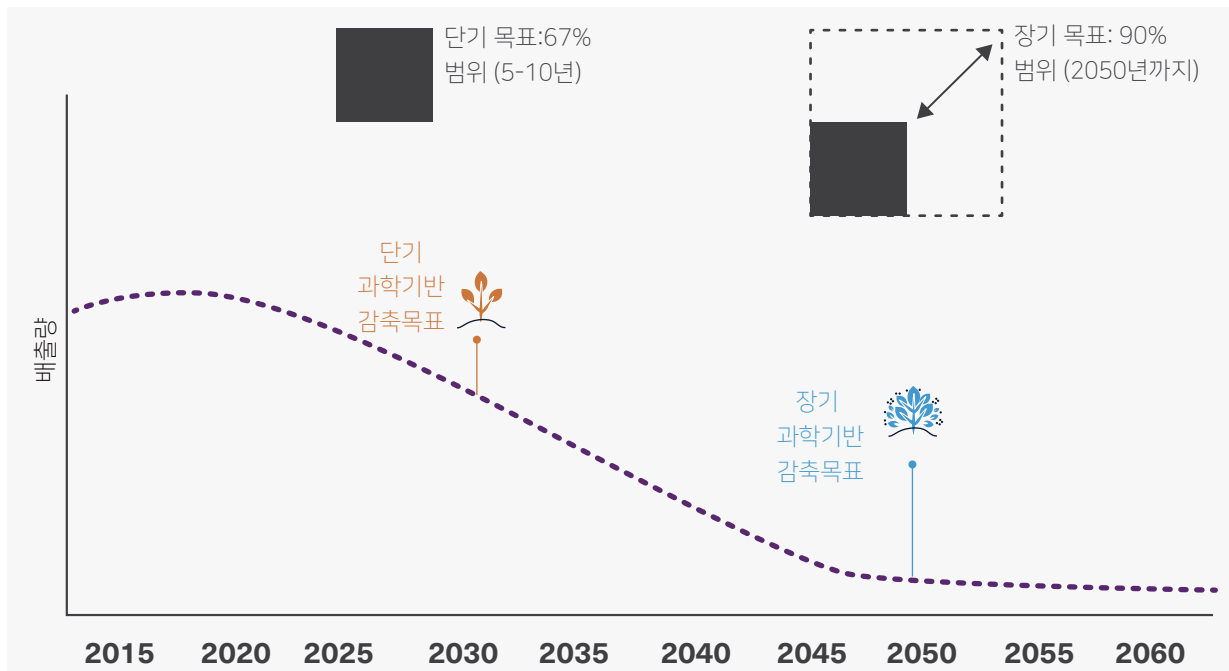 단기 목표:67%
범위 (5-10년)
장기 목표: 90%
범위 (2050년까지)
단기
과학기반
감축목표
배출량
장기
과학기반
감축목표
2015 2020 2025 2030 2035 2040 2045 2050 2055 2060